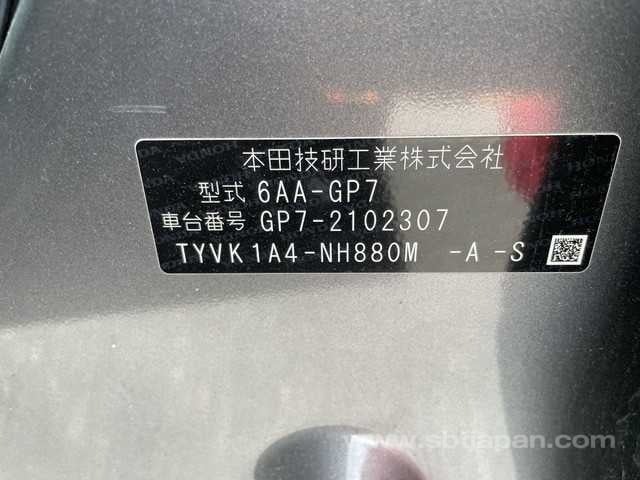 本田技研工業株式会社
型式 6AA-GP7
車台番号 GP7-2102307
TYVK1A4-NH880M -A -S
www.sbtjapan.com